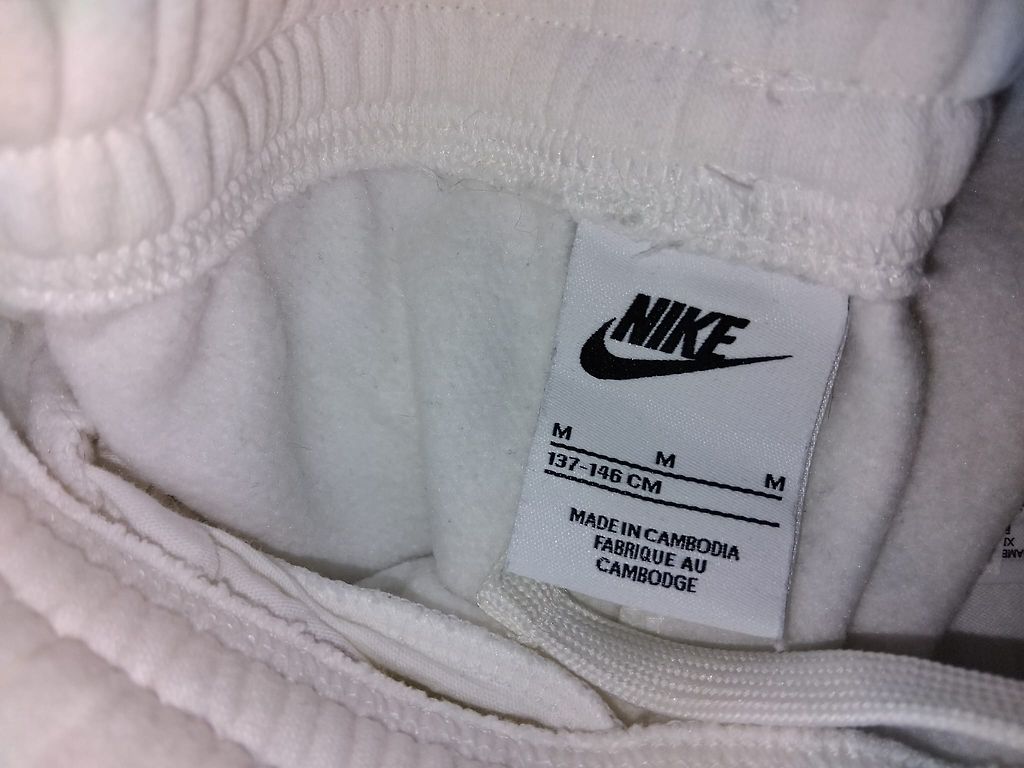 NIKE
M M M
137-146 CM
MADE IN CAMBODIA
FABRIQUE AU
CAMBODGE